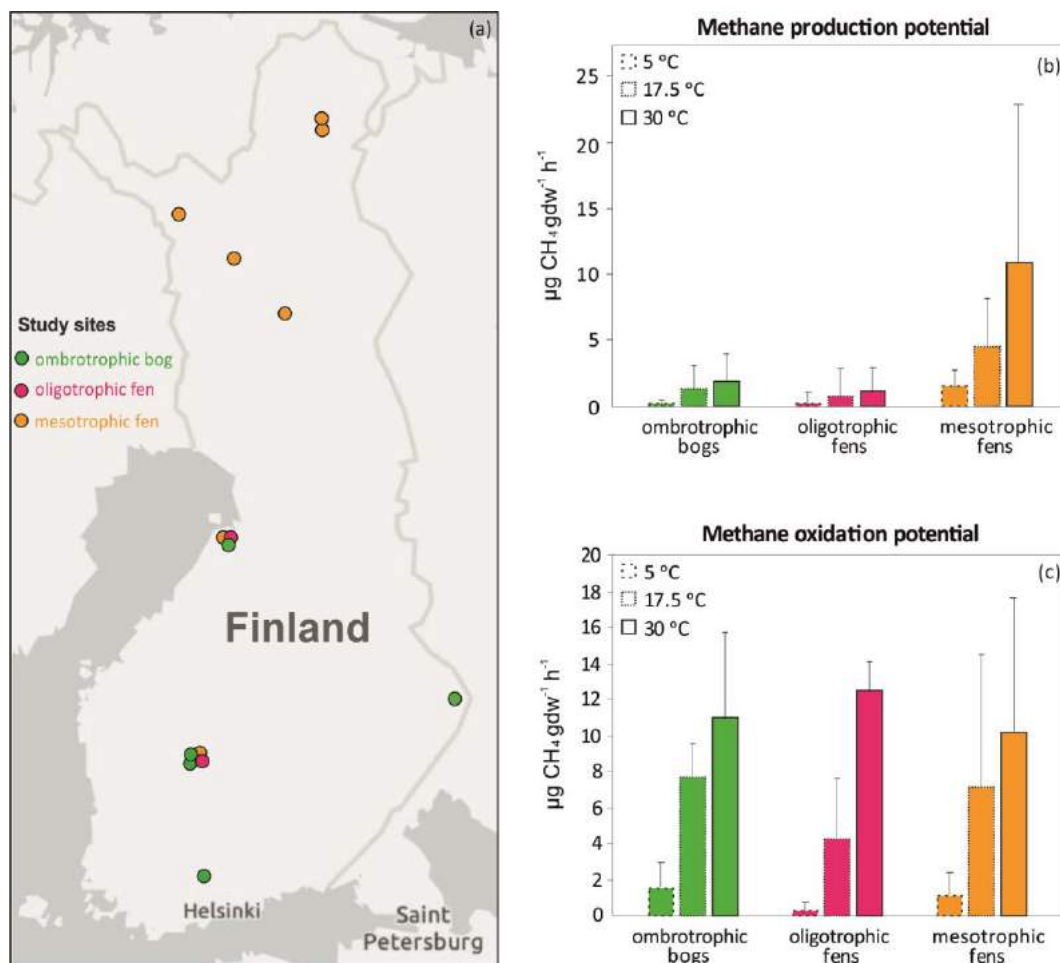 (a)
Study sites
ombrotrophic bog
oligotrophic fen
mesotrophic fen
Finland
Helsinki
Saint
Petersburg
Methane production potential
(b)
5 °C
17.5 °C
30 °C
µg CH₄ gdw⁻¹ h⁻¹
25
20
15
10
5
0
ombrotrophic
bogs
oligotrophic
fens
mesotrophic
fens
Methane oxidation potential
(c)
5 °C
17.5 °C
30 °C
µg CH₄ gdw⁻¹ h⁻¹
20
18
16
14
12
10
8
6
4
2
0
ombrotrophic
bogs
oligotrophic
fens
mesotrophic
fens